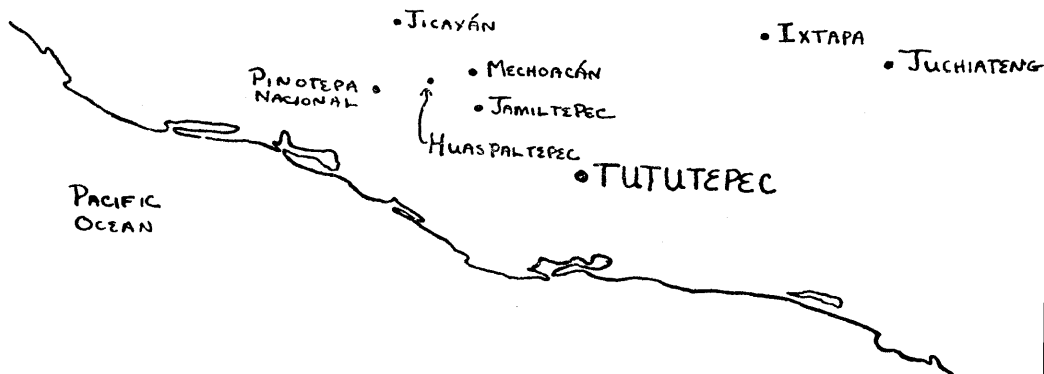 JICAYÁN
IXTAPA
JUCHIATENG
MECHOACÁN
PINOTEPA
NACIONAL
JAMILTEPEC
HUASPALTEPEC
TUTUTEPEC
PACIFIC
OCEAN